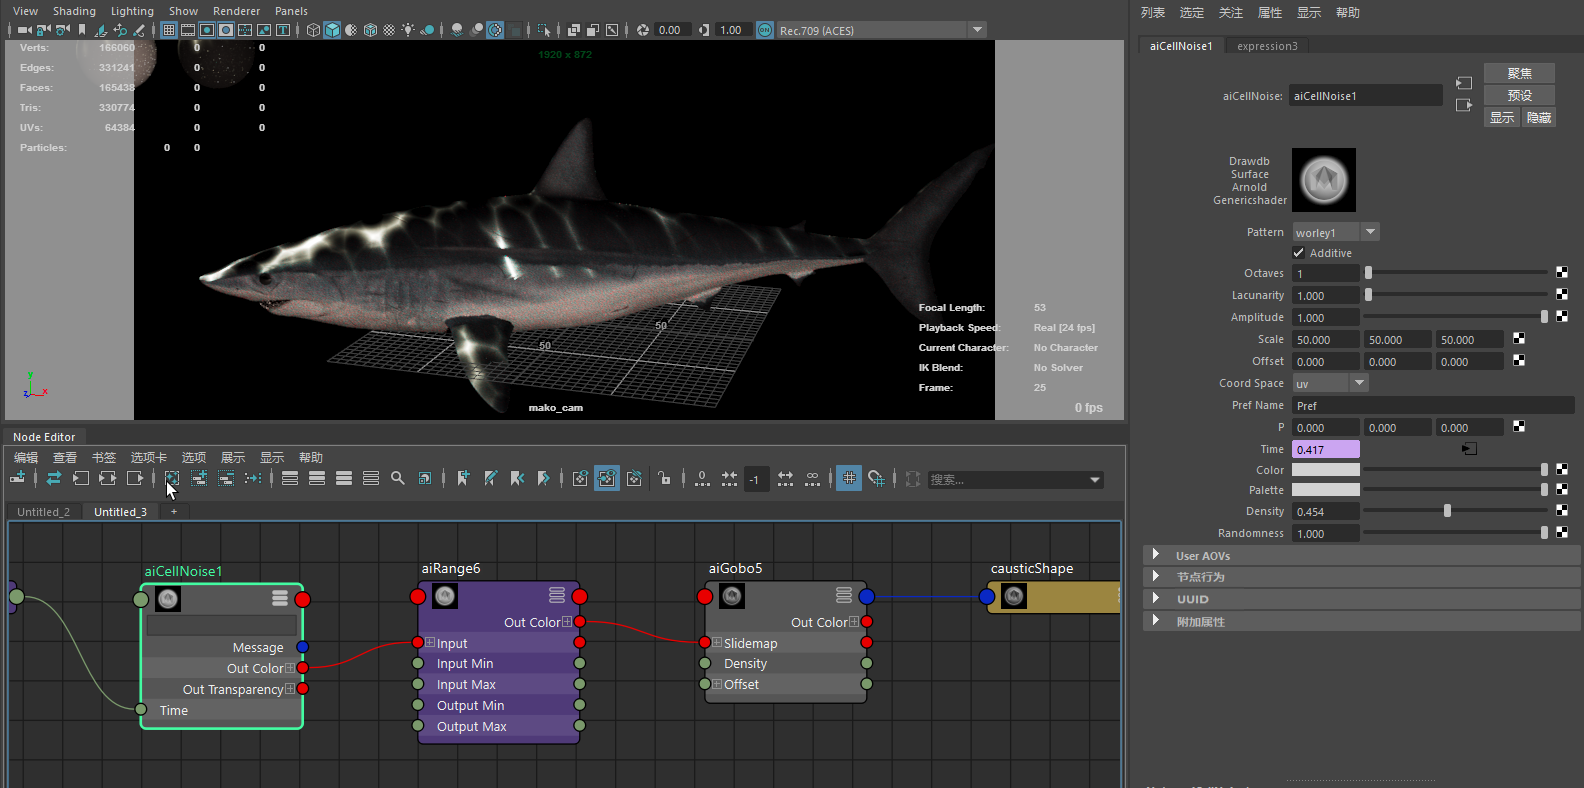 View Shading Lighting Show Renderer Panels
0.00 1.00 ON Rec.709 (ACES)
1920 x 872
Verts: 166060 0 0
Edges: 331241 0 0
Faces: 165438 0 0
Tris: 330774 0 0
UVs: 64384 0 0
Particles: 0 0
50
50
Focal Length: 53
Playback Speed: Real [24 fps]
Current Character: No Character
IK Blend: No Solver
Frame: 25
0 fps
mako_cam
y
z x
Node Editor
编辑 查看 书签 选项卡 选项 展示 显示 帮助
0 -1 ∞ 搜索...
Untitled_2 Untitled_3 +
aiCellNoise1
Message
Out Color
Out Transparency
Time
aiRange6
Out Color
Input
Input Min
Input Max
Output Min
Output Max
aiGobo5
Out Color
Slidemap
Density
Offset
causticShape
列表 选定 关注 属性 显示 帮助
aiCellNoise1 expression3
aiCellNoise: aiCellNoise1
聚焦
预设
显示 隐藏
Drawdb
Surface
Arnold
Genericshader
Pattern worley1
Additive
Octaves 1
Lacunarity 1.000
Amplitude 1.000
Scale 50.000 50.000 50.000
Offset 0.000 0.000 0.000
Coord Space uv
Pref Name Pref
P 0.000 0.000 0.000
Time 0.417
Color
Palette
Density 0.454
Randomness 1.000
User AOVs
节点行为
UUID
附加属性